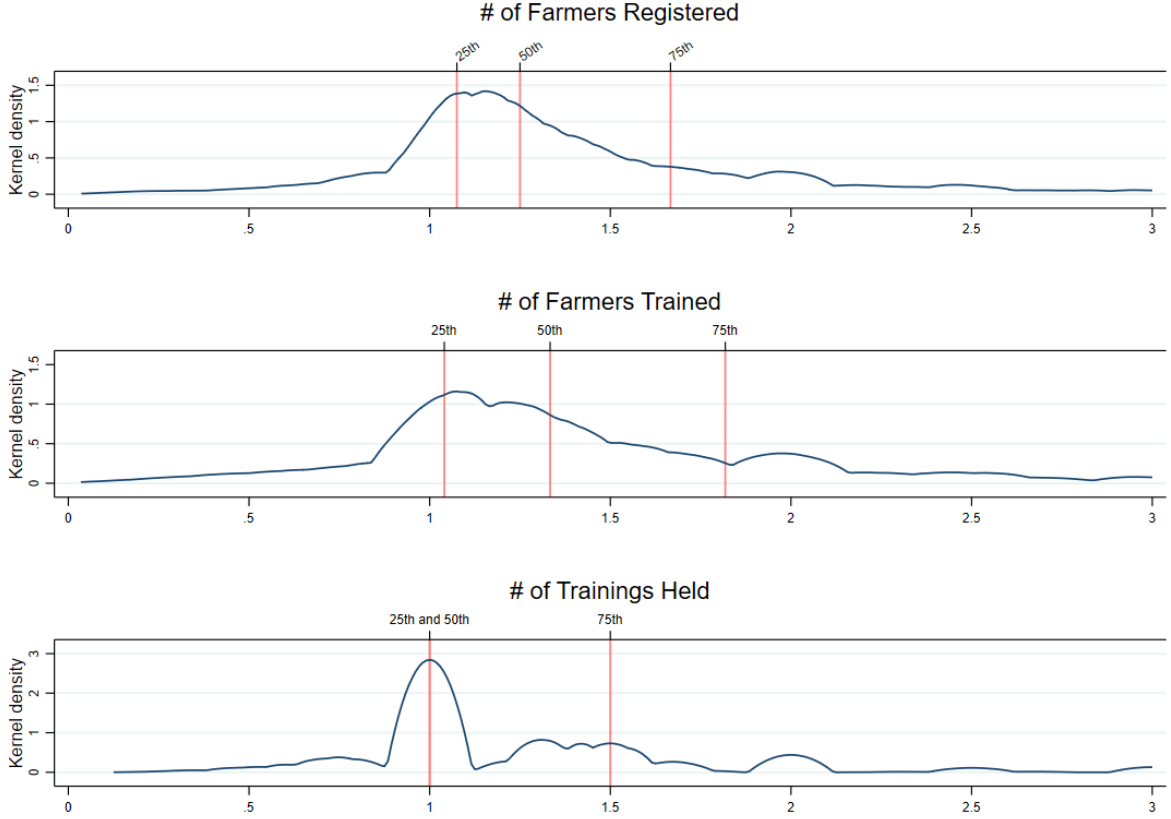 # of Farmers Registered
25th 50th 75th
Kernel density
1.5
1
.5
0
0 .5 1 1.5 2 2.5 3
# of Farmers Trained
25th 50th 75th
Kernel density
1.5
1
.5
0
0 .5 1 1.5 2 2.5 3
# of Trainings Held
25th and 50th 75th
Kernel density
3
2
1
0
0 .5 1 1.5 2 2.5 3